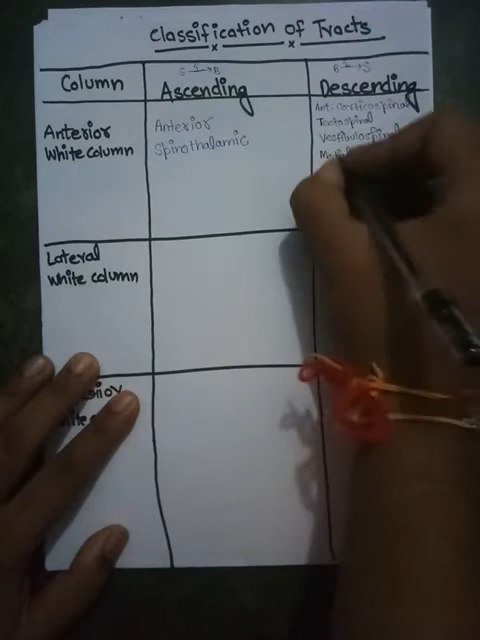 Classification of Tracts
Column
S → B
Ascending
B → S
Descending
Anterior
White column
Anterior
Spinothalamic
Ant. Corticospinal
Tectospinal
Vestibulospinal
Lateral
White column